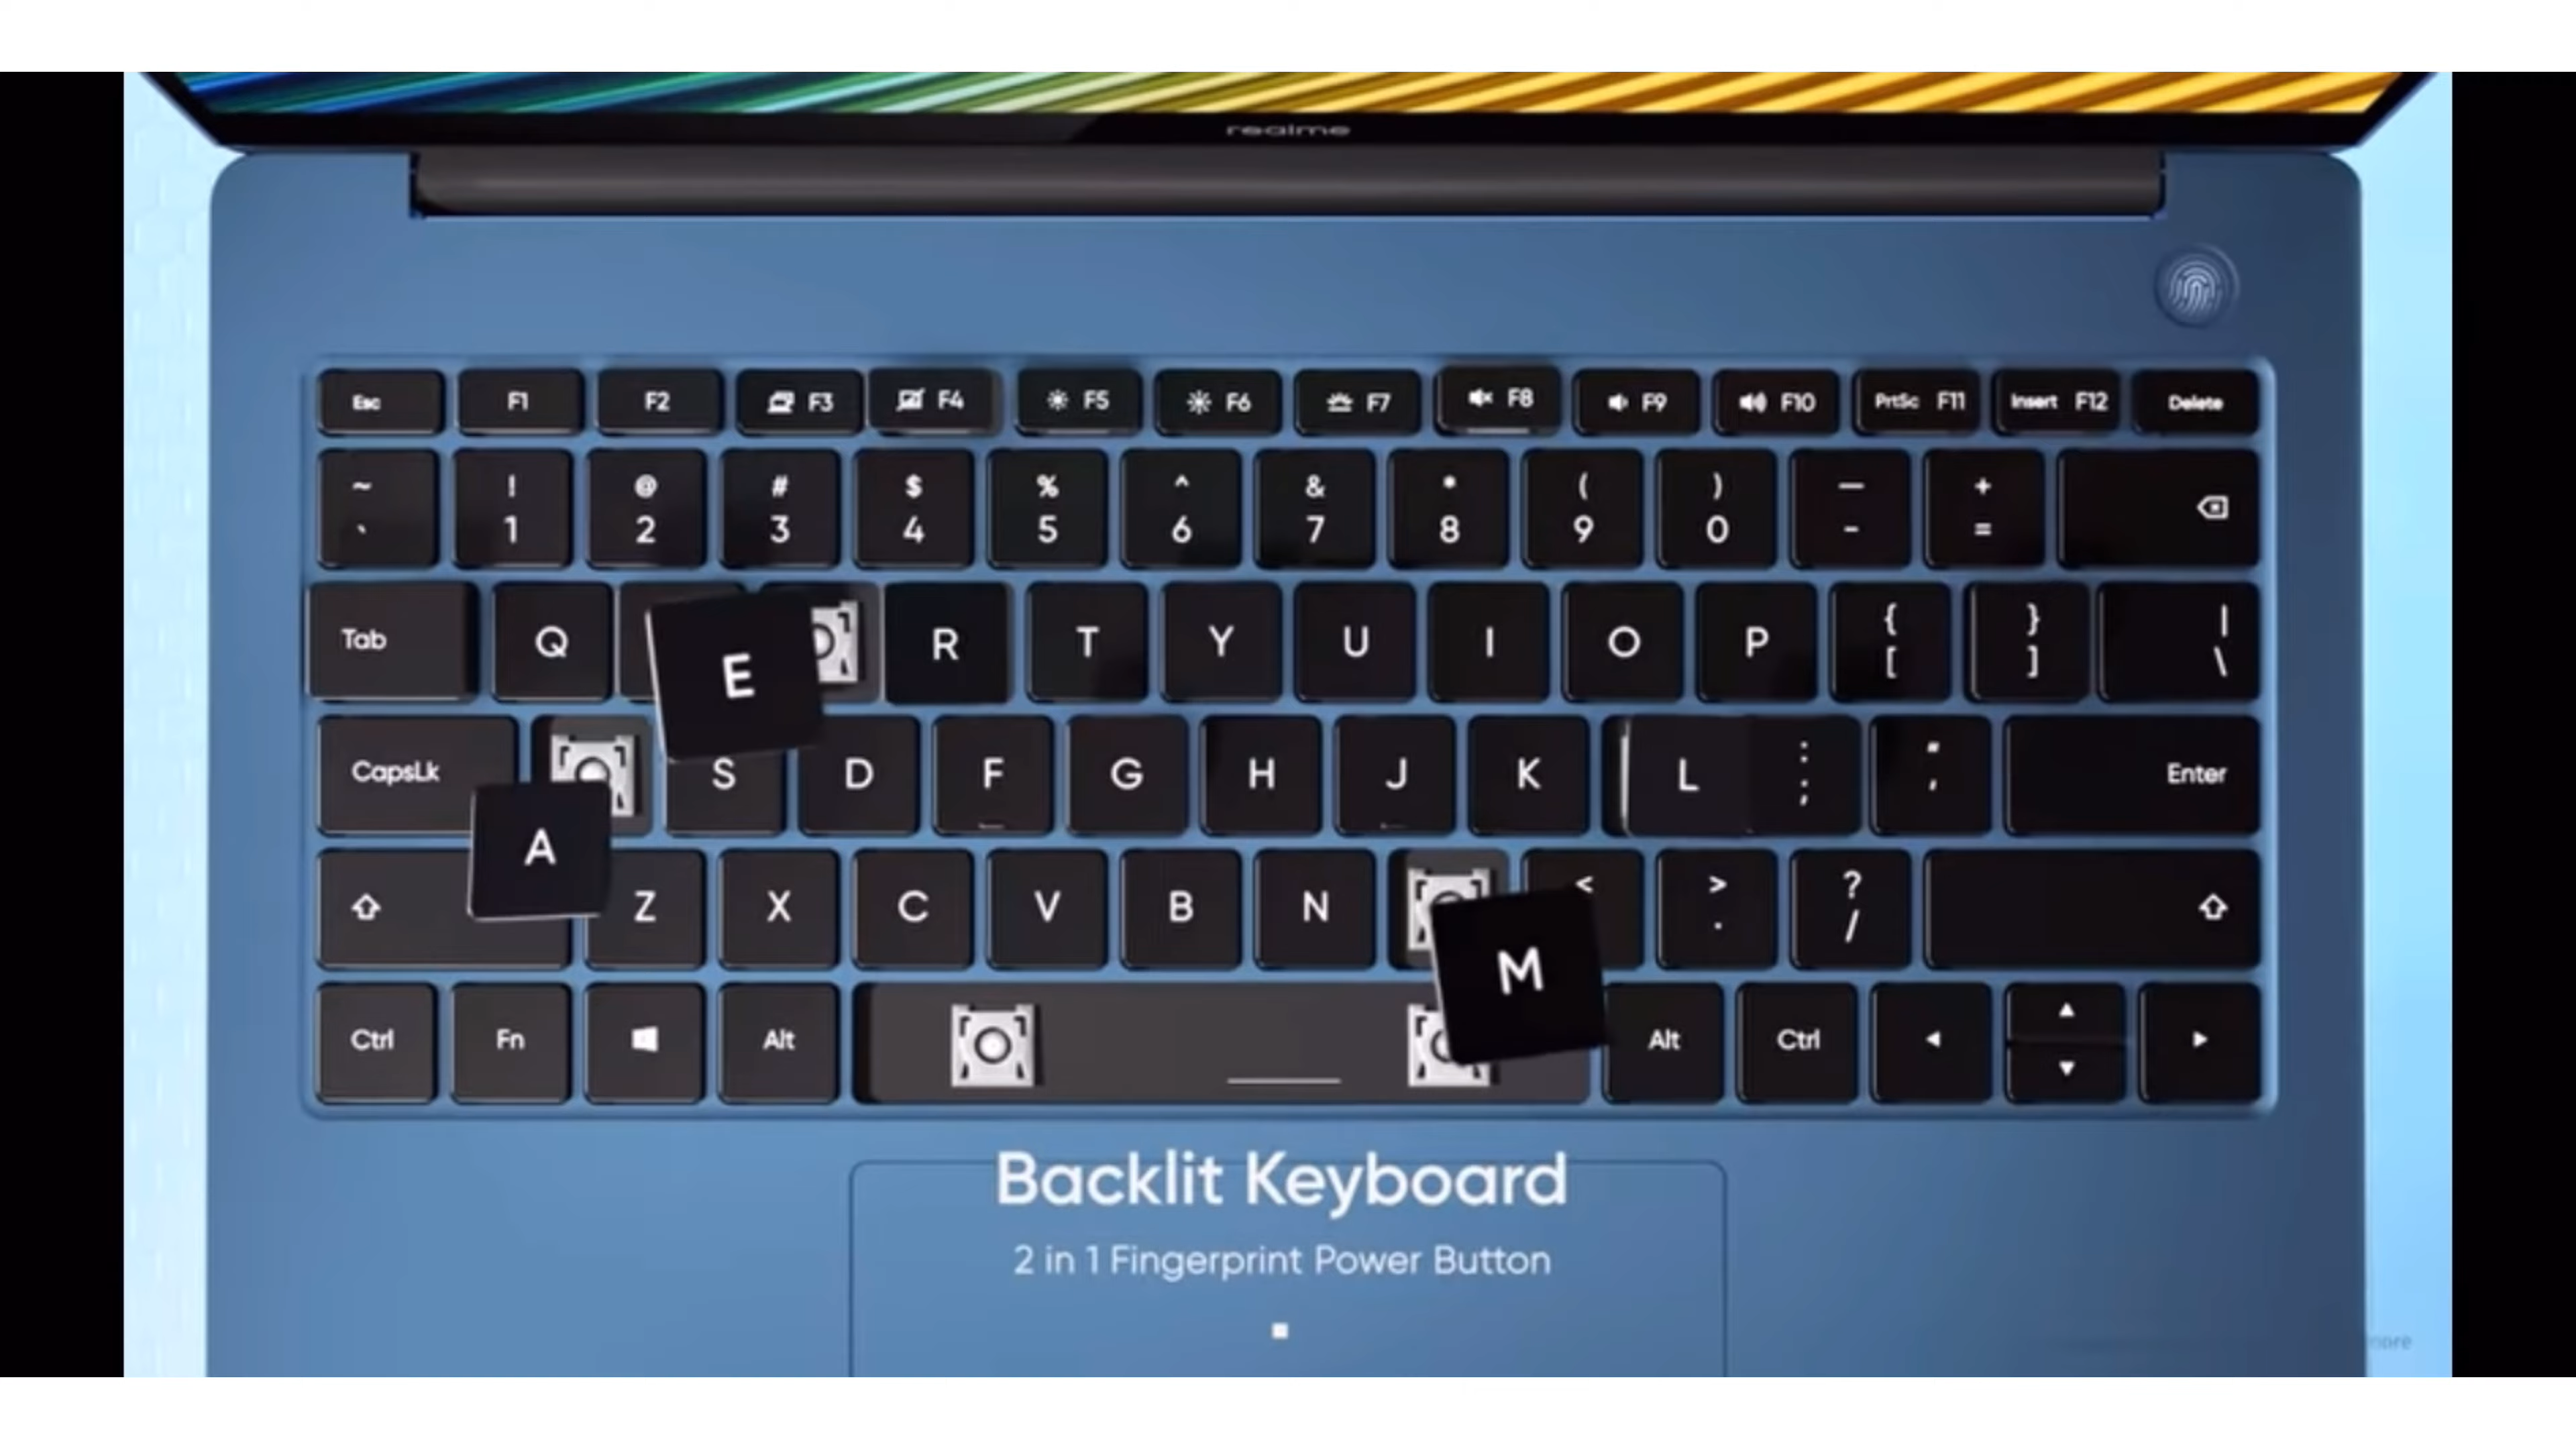 realme
Esc F1 F2 F3 F4 F5 F6 F7 F8 F9 F10 PrtSc F11 Insert F12 Delete
~ ! @ # $ % ^ & * ( ) — +
` 1 2 3 4 5 6 7 8 9 0 - =
Tab Q E R T Y U I O P { [ } ] | \
CapsLk S D F G H J K L : ; " ' Enter
A Z X C V B N M < > . ? /
Ctrl Fn Alt Alt Ctrl
Backlit Keyboard
2 in 1 Fingerprint Power Button